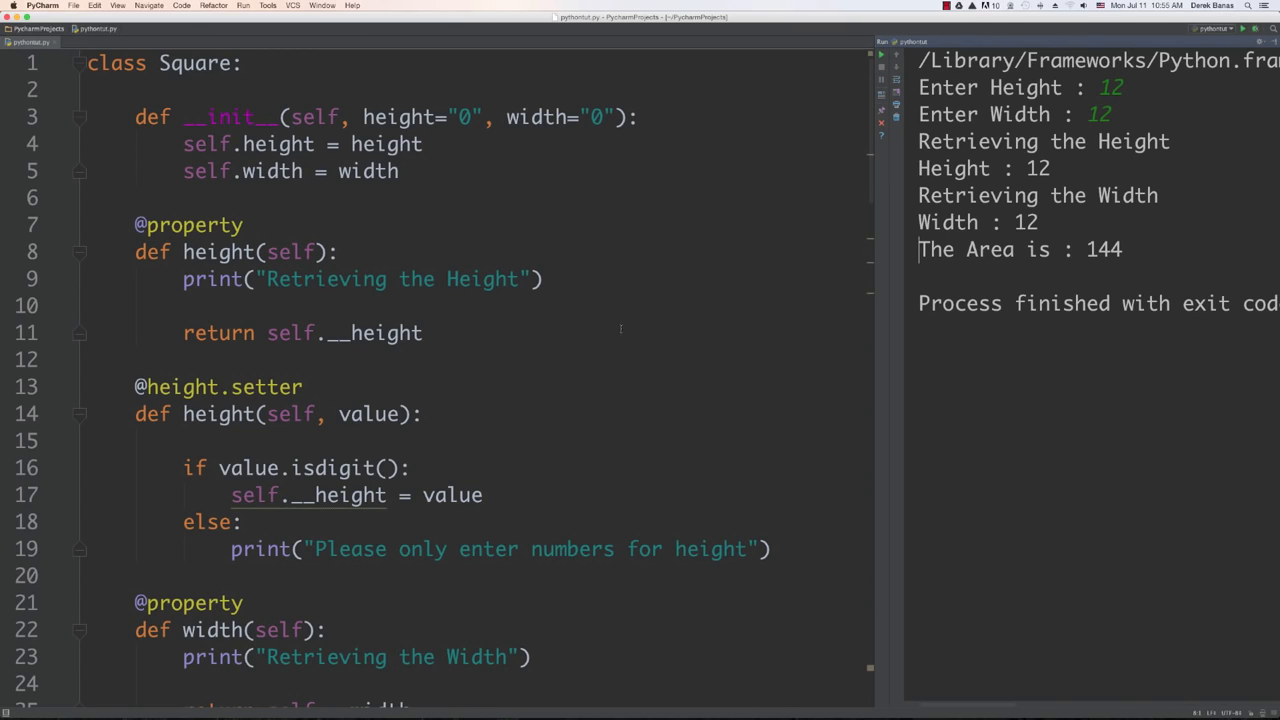 PyCharm File Edit View Navigate Code Refactor Run Tools VCS Window Help Mon Jul 11 10:55 AM Derek Banas
pythontut.py - PycharmProjects - [~/PycharmProjects]
PycharmProjects pythontut.py pythontut
pythontut.py
Run pythontut
1 class Square:
2
3 def __init__(self, height="0", width="0"):
4 self.height = height
5 self.width = width
6
7 @property
8 def height(self):
9 print("Retrieving the Height")
10
11 return self.__height
12
13 @height.setter
14 def height(self, value):
15
16 if value.isdigit():
17 self.__height = value
18 else:
19 print("Please only enter numbers for height")
20
21 @property
22 def width(self):
23 print("Retrieving the Width")
24
/Library/Frameworks/Python.fra
Enter Height : 12
Enter Width : 12
Retrieving the Height
Height : 12
Retrieving the Width
Width : 12
The Area is : 144
Process finished with exit cod
8:1 LF UTF-8